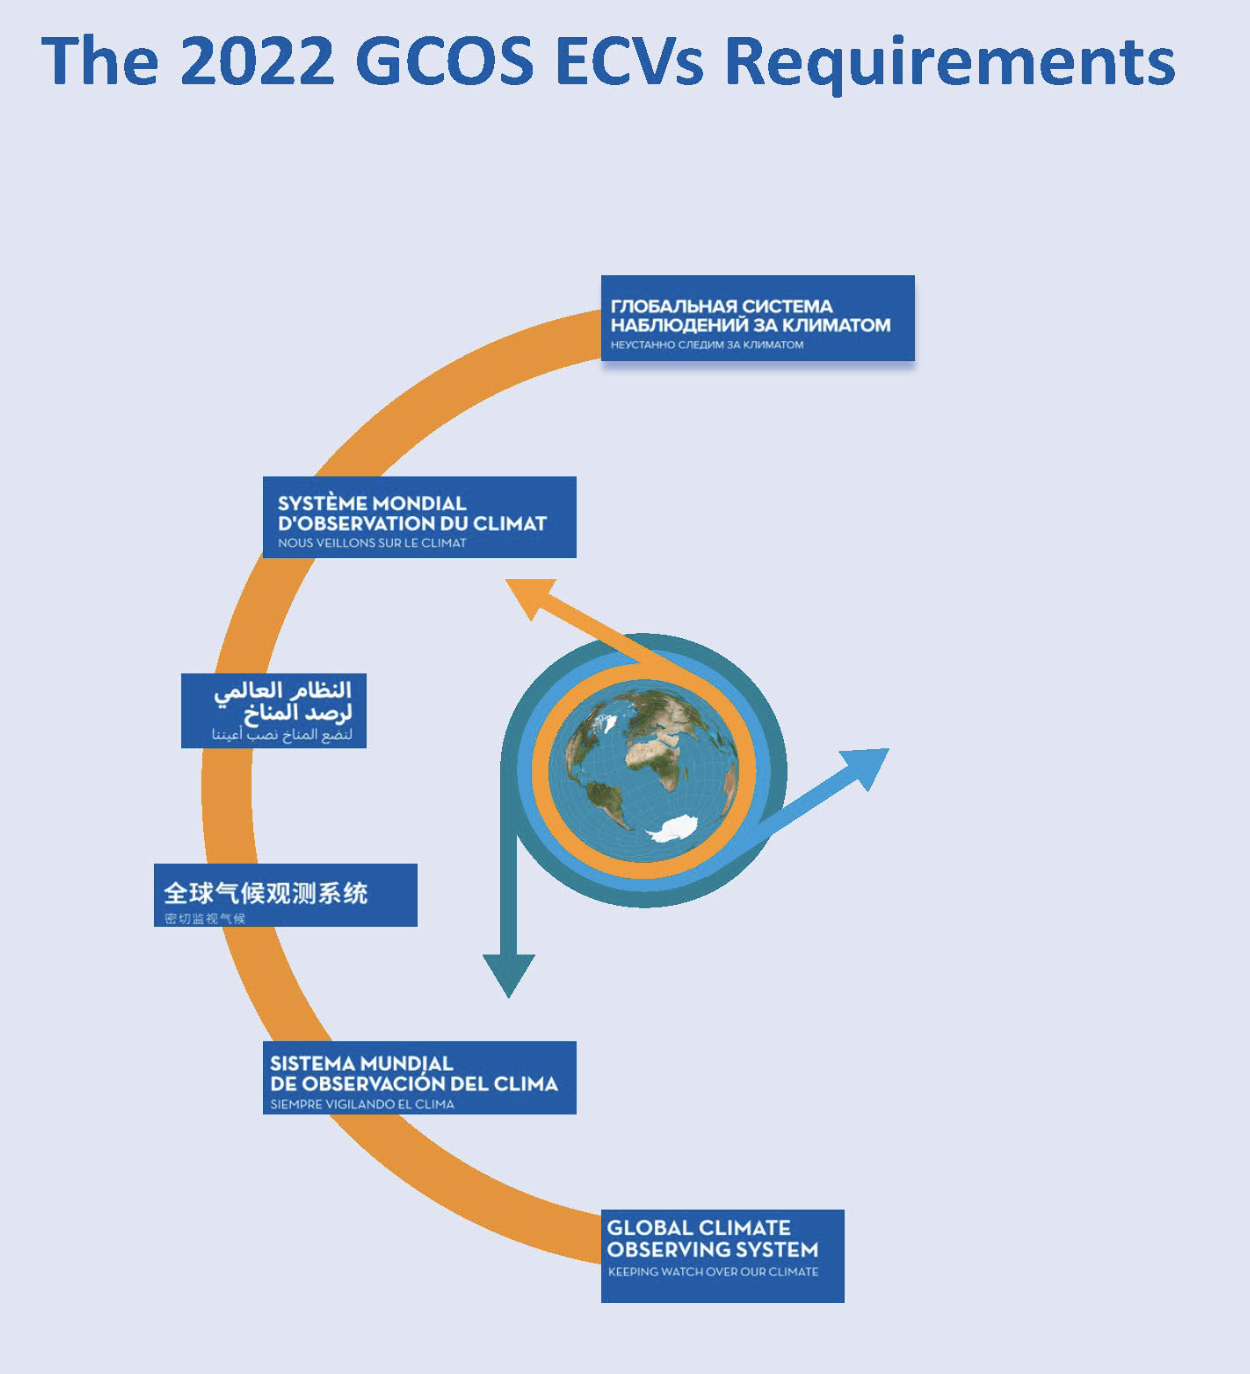 The 2022 GCOS ECVs Requirements
ГЛОБАЛЬНАЯ СИСТЕМА
НАБЛЮДЕНИЙ ЗА КЛИМАТОМ
НЕУСТАННО СЛЕДИМ ЗА КЛИМАТОМ
SYSTÈME MONDIAL
D'OBSERVATION DU CLIMAT
NOUS VEILLONS SUR LE CLIMAT
النظام العالمي
لرصد المناخ
لنضع المناخ نصب أعيننا
全球气候观测系统
密切监视气候
SISTEMA MUNDIAL
DE OBSERVACIÓN DEL CLIMA
SIEMPRE VIGILANDO EL CLIMA
GLOBAL CLIMATE
OBSERVING SYSTEM
KEEPING WATCH OVER OUR CLIMATE